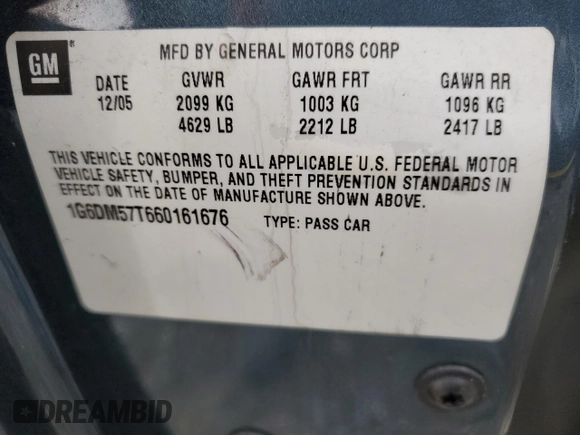 GM ®
MFD BY GENERAL MOTORS CORP
DATE GVWR GAWR FRT GAWR RR
12/05 2099 KG 1003 KG 1096 KG
4629 LB 2212 LB 2417 LB
THIS VEHICLE CONFORMS TO ALL APPLICABLE U.S. FEDERAL MOTOR
VEHICLE SAFETY, BUMPER, AND THEFT PREVENTION STANDARDS IN
EFFECT ON THE DATE OF MANUFACTURE SHOWN ABOVE.
1G6DM57T660161676 TYPE: PASS CAR
DREAMBID